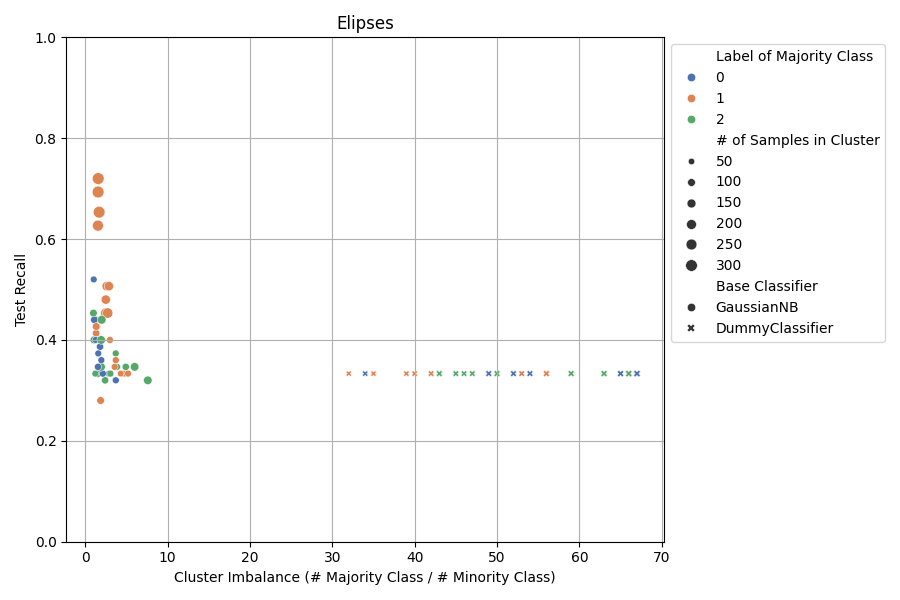 Elipses
1.0
0.8
0.6
0.4
0.2
0.0
Test Recall
0 10 20 30 40 50 60 70
Cluster Imbalance (# Majority Class / # Minority Class)
Label of Majority Class
0
1
2
# of Samples in Cluster
50
100
150
200
250
300
Base Classifier
GaussianNB
DummyClassifier